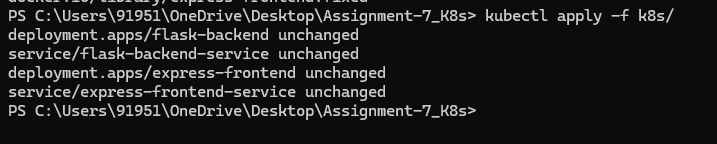 PS C:\Users\91951\OneDrive\Desktop\Assignment-7_K8s> kubectl apply -f k8s/
deployment.apps/flask-backend unchanged
service/flask-backend-service unchanged
deployment.apps/express-frontend unchanged
service/express-frontend-service unchanged
PS C:\Users\91951\OneDrive\Desktop\Assignment-7_K8s>